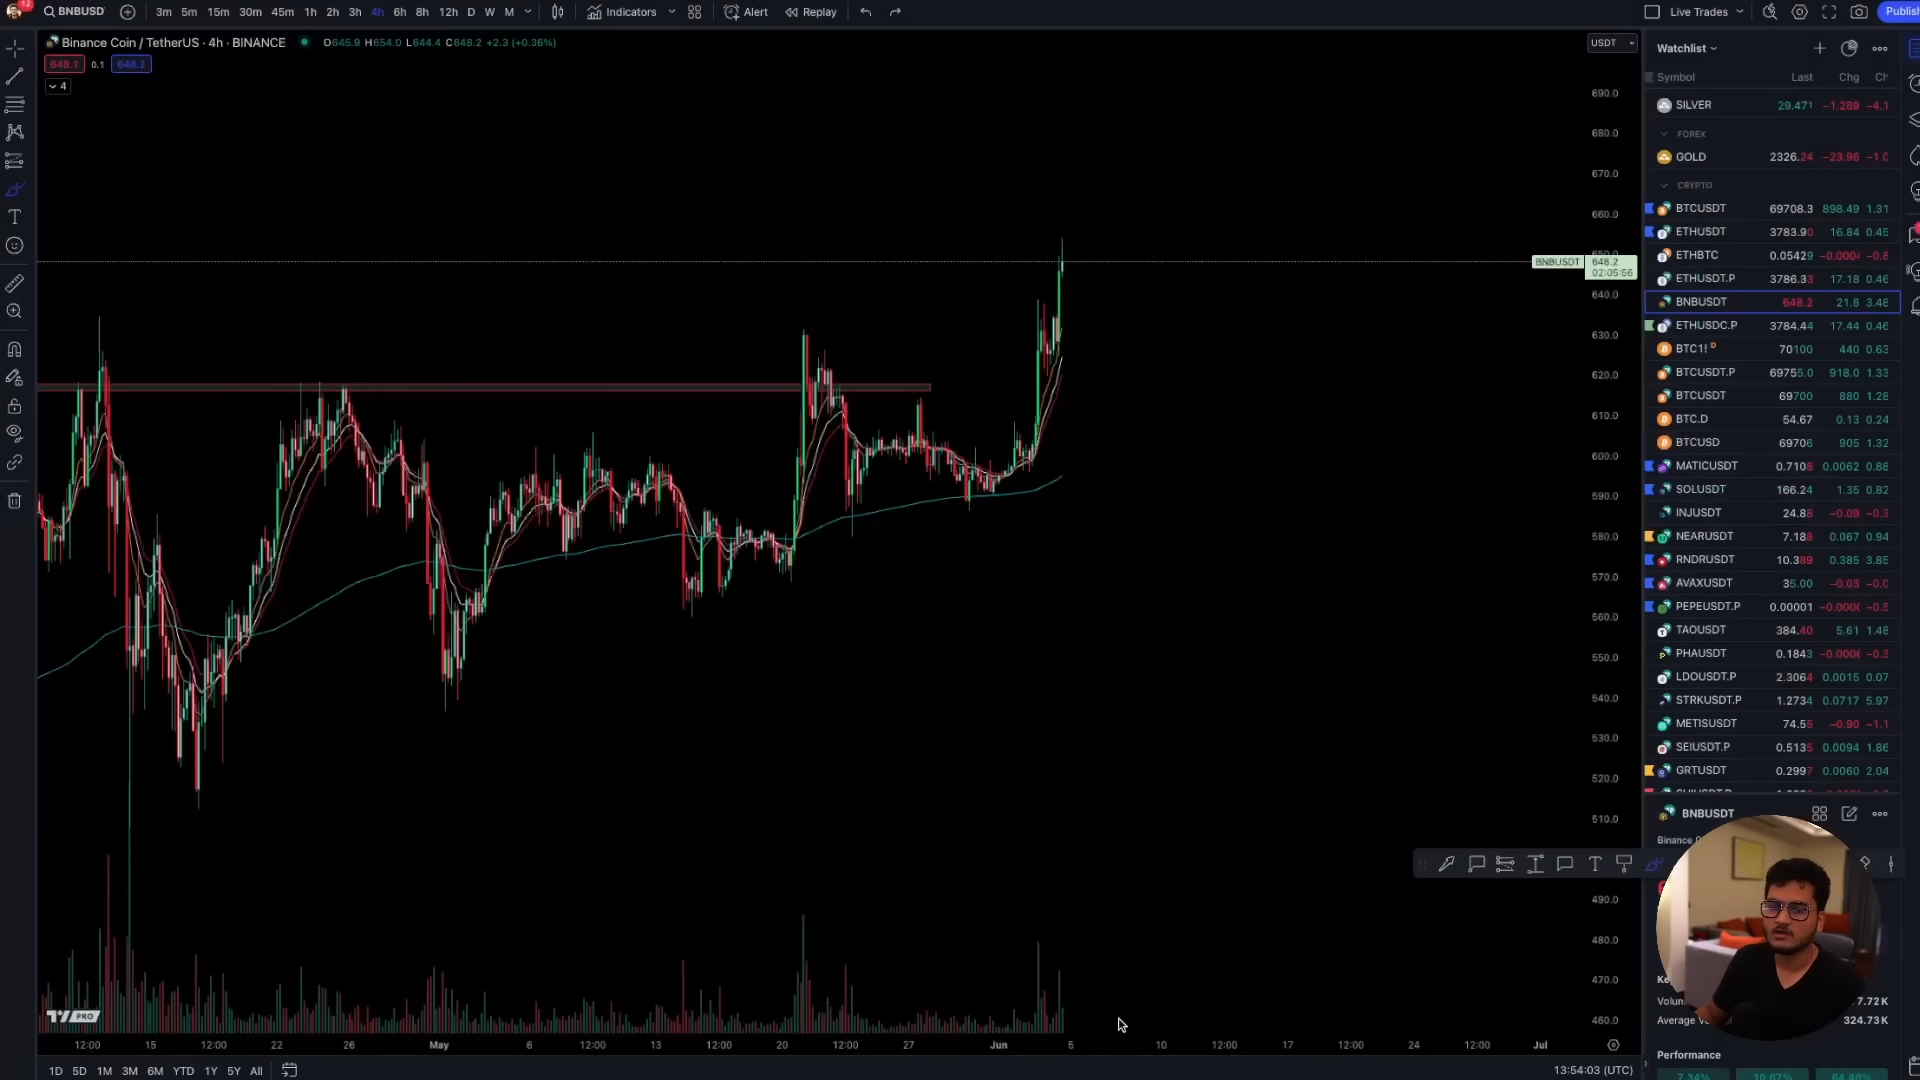 12
BNBUSD
3m 5m 15m 30m 45m 1h 2h 3h 4h 6h 8h 12h D W M
Indicators
Alert
Replay
Live Trades
Publish
Binance Coin / TetherUS · 4h · BINANCE
O645.9 H654.0 L644.4 C648.2 +2.3 (+0.36%)
USDT
648.1 0.1 648.2
4
690.0
680.0
670.0
660.0
BNBUSDT 648.2
02:05:56
640.0
630.0
620.0
610.0
600.0
590.0
580.0
570.0
560.0
550.0
540.0
530.0
520.0
510.0
490.0
480.0
470.0
460.0
TV PRO
12:00 15 12:00 22 26 May 6 12:00 13 12:00 20 12:00 27 Jun 5 10 12:00 17 12:00 24 12:00 Jul
1D 5D 1M 3M 6M YTD 1Y 5Y All
13:54:03 (UTC)
Watchlist
Symbol Last Chg Ch
SILVER 29.471 −1.289 −4.1
FOREX
GOLD 2326.24 −23.96 −1.0
CRYPTO
BTCUSDT 69708.3 898.49 1.31
ETHUSDT 3783.90 16.84 0.45
ETHBTC 0.05429 −0.0004 −0.8
ETHUSDT.P 3786.33 17.18 0.46
BNBUSDT 648.2 21.8 3.48
ETHUSDC.P 3784.44 17.44 0.46
BTC1! D 70100 440 0.63
BTCUSDT.P 69755.0 918.0 1.33
BTCUSDT 69700 880 1.28
BTC.D 54.67 0.13 0.24
BTCUSD 69706 905 1.32
MATICUSDT 0.7108 0.0062 0.88
SOLUSDT 166.24 1.35 0.82
INJUSDT 24.88 −0.09 −0.3
NEARUSDT 7.188 0.067 0.94
RNDRUSDT 10.389 0.385 3.85
AVAXUSDT 35.00 −0.03 −0.0
PEPEUSDT.P 0.00001 −0.0000 −0.5
TAOUSDT 384.40 5.61 1.48
PHAUSDT 0.1843 −0.0006 −0.3
LDOUSDT.P 2.3064 0.0015 0.07
STRKUSDT.P 1.2734 0.0717 5.97
METISUSDT 74.55 −0.90 −1.1
SEIUSDT.P 0.5135 0.0094 1.86
GRTUSDT 0.2997 0.0060 2.04
BNBUSDT
Binance
Ke
Volum 7.72K
Average V 324.73K
Performance
7.34% 10.67% 64.48%